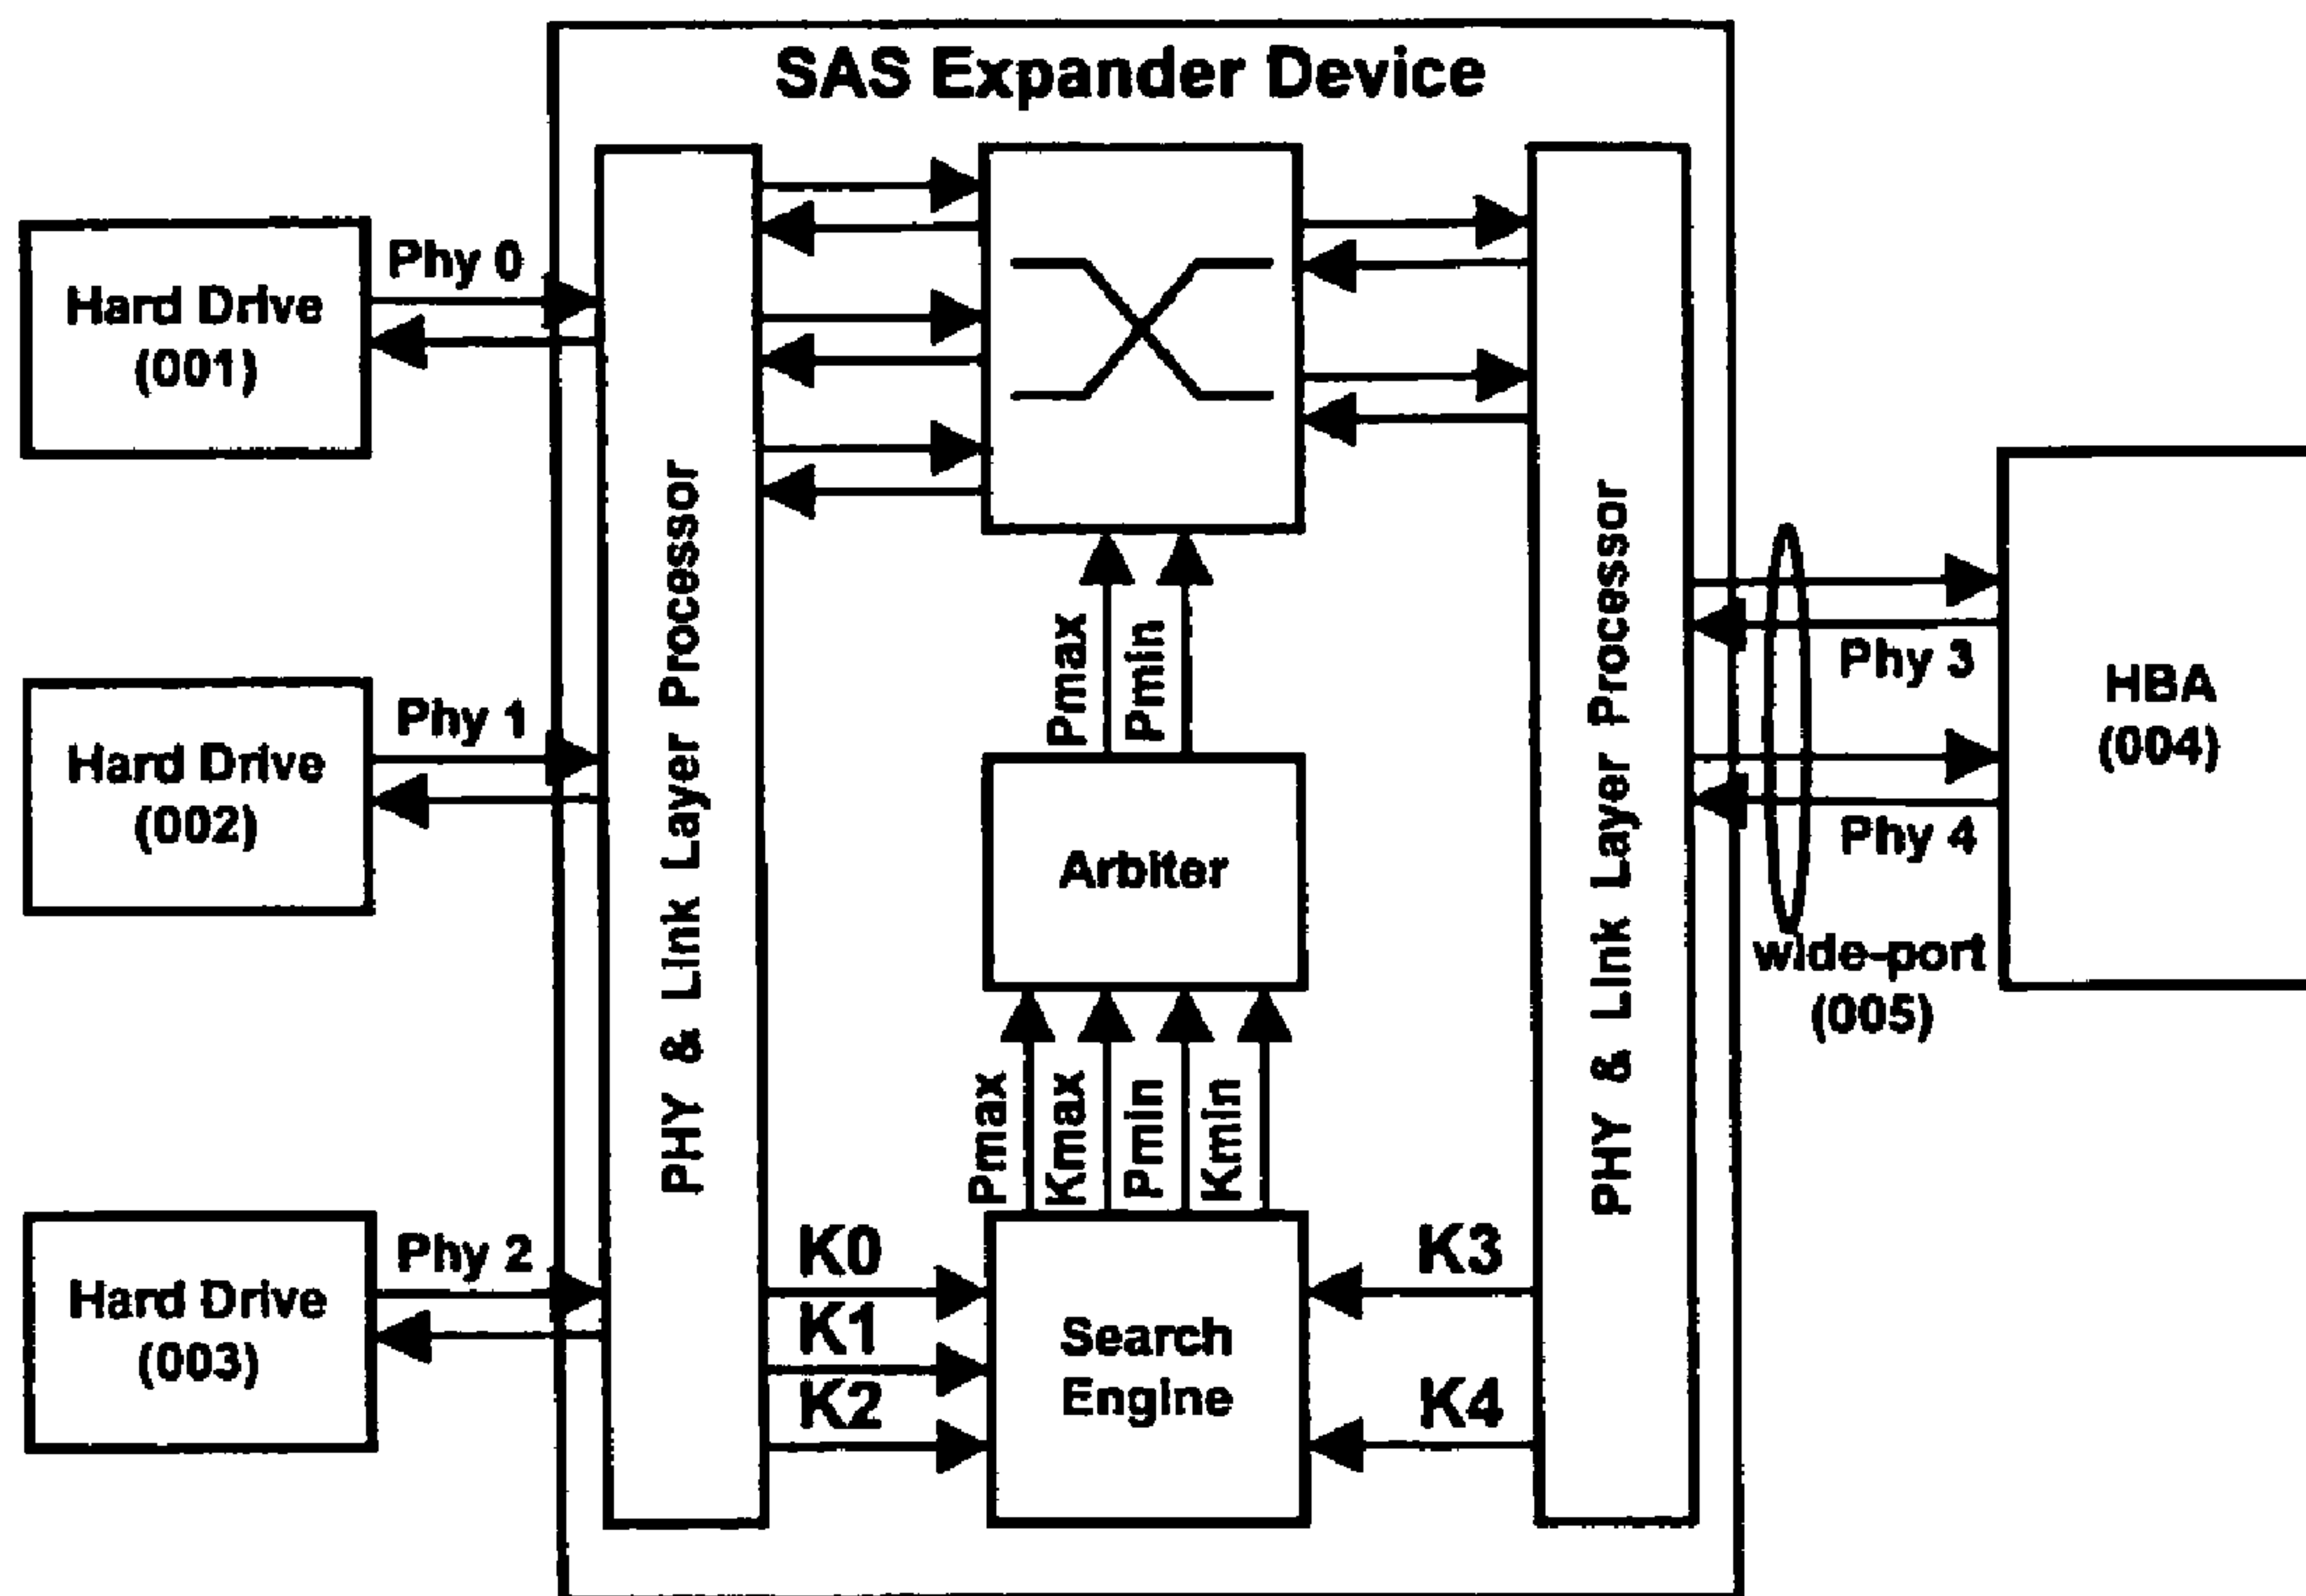 SAS Expander Device
Hard Drive
(001)
Phy 0
Hard Drive
(002)
Phy 1
Hard Drive
(003)
Phy 2
PHY & Link Layer Processor
Pmax
Pmin
Arbiter
Pmax
Kmax
Pmin
Kmin
K0
K1
K2
Search
Engine
K3
K4
PHY & Link Layer Processor
Phy 3
Phy 4
wide-port
(005)
HBA
(004)